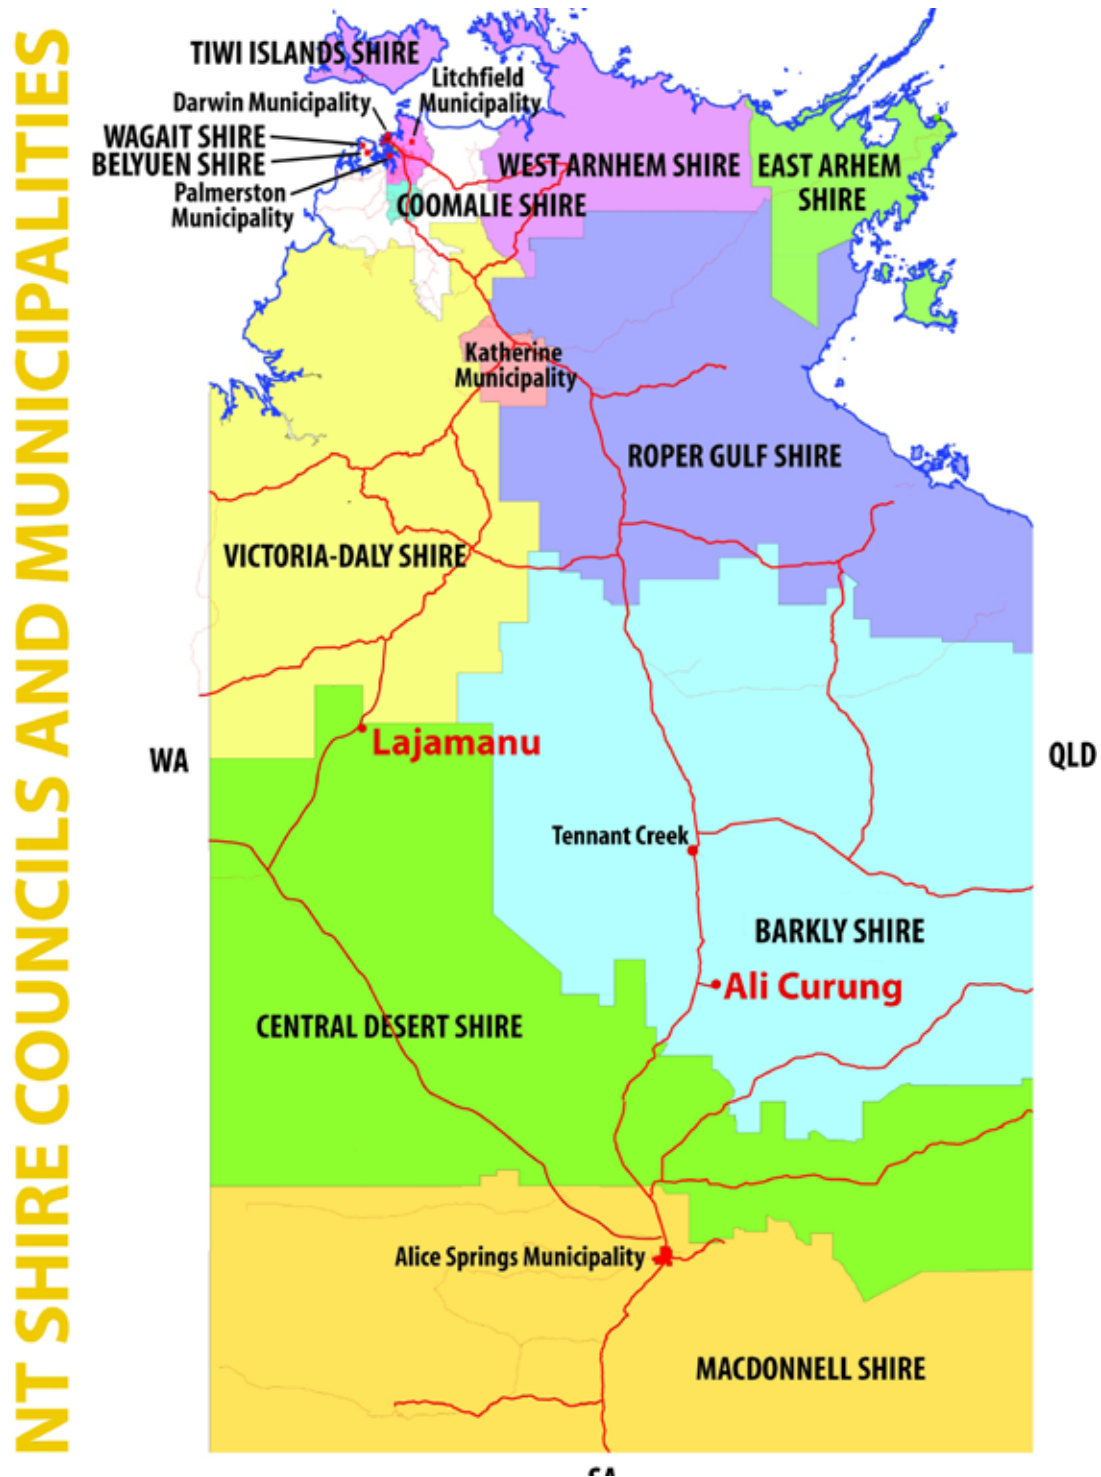 NT SHIRE COUNCILS AND MUNICIPALITIES
TIWI ISLANDS SHIRE
Litchfield
Municipality
Darwin Municipality
WAGAIT SHIRE
BELYUEN SHIRE
Palmerston
Municipality
COOMALIE SHIRE
WEST ARNHEM SHIRE
EAST ARHEM
SHIRE
Katherine
Municipality
ROPER GULF SHIRE
VICTORIA-DALY SHIRE
Lajamanu
WA
QLD
Tennant Creek
BARKLY SHIRE
Ali Curung
CENTRAL DESERT SHIRE
Alice Springs Municipality
MACDONNELL SHIRE
SA